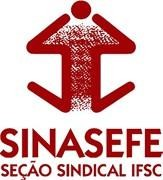 SINASEFE
SEÇÃO SINDICAL IFSC